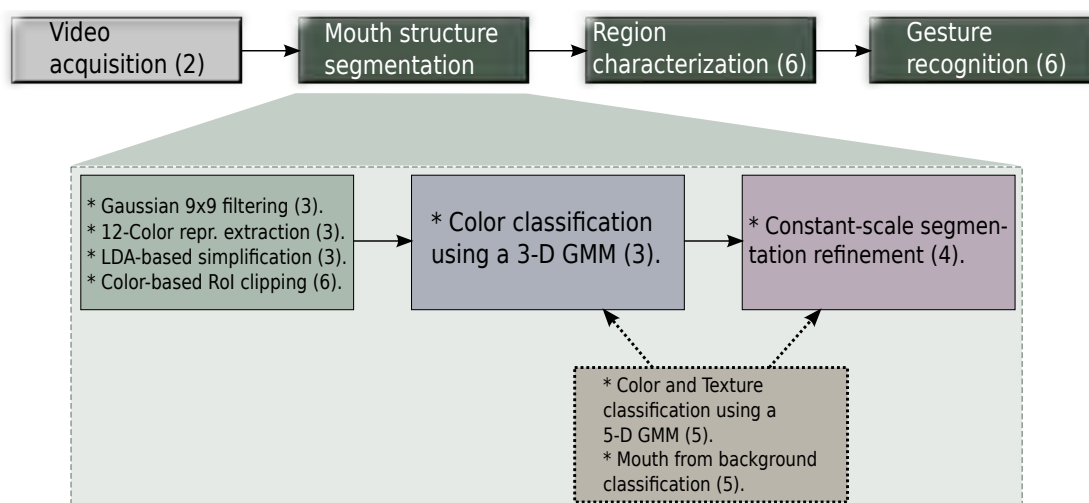 Video
acquisition (2)
Mouth structure
segmentation
Region
characterization (6)
Gesture
recognition (6)
* Gaussian 9x9 filtering (3).
* 12-Color repr. extraction (3).
* LDA-based simplification (3).
* Color-based RoI clipping (6).
* Color classification
using a 3-D GMM (3).
* Constant-scale segmen-
tation refinement (4).
* Color and Texture
classification using a
5-D GMM (5).
* Mouth from background
classification (5).